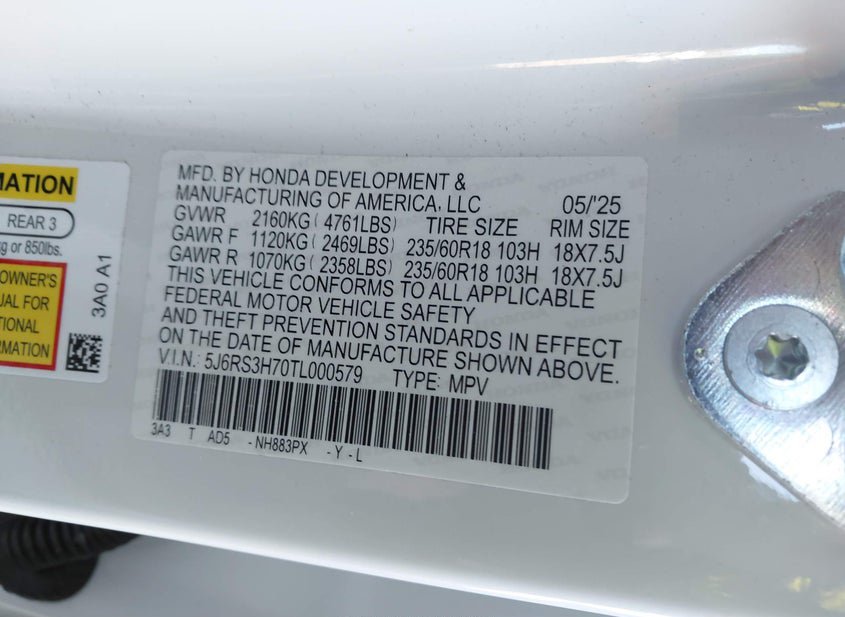 MATION
REAR 3
g or 850lbs.
OWNER'S
UAL FOR
TIONAL
ORMATION
3A0 A1
MFD. BY HONDA DEVELOPMENT &
MANUFACTURING OF AMERICA, LLC 05/'25
GVWR 2160KG ( 4761LBS) TIRE SIZE RIM SIZE
GAWR F 1120KG ( 2469LBS) 235/60R18 103H 18X7.5J
GAWR R 1070KG ( 2358LBS) 235/60R18 103H 18X7.5J
THIS VEHICLE CONFORMS TO ALL APPLICABLE
FEDERAL MOTOR VEHICLE SAFETY
AND THEFT PREVENTION STANDARDS IN EFFECT
ON THE DATE OF MANUFACTURE SHOWN ABOVE.
V.I.N.: 5J6RS3H70TL000579 TYPE: MPV
3A3 T AD5 - NH883PX - Y - L